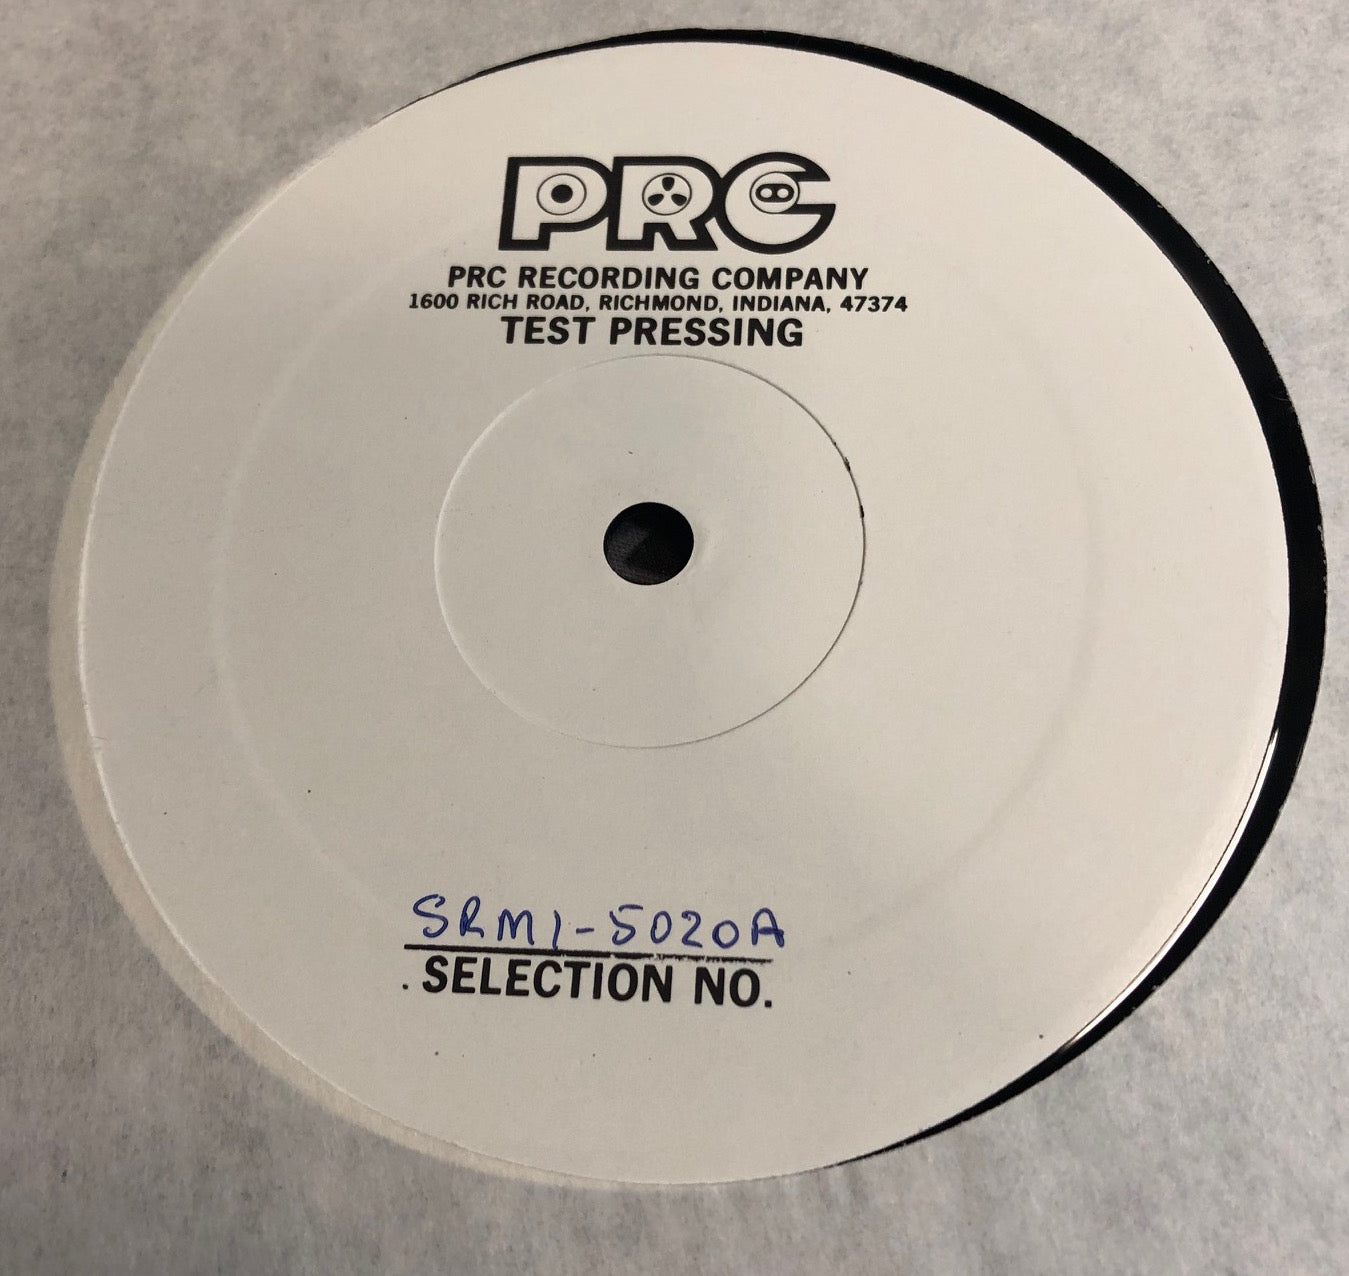 PRC
PRC RECORDING COMPANY
1600 RICH ROAD, RICHMOND, INDIANA, 47374
TEST PRESSING
SRM1-5020A
. SELECTION NO.